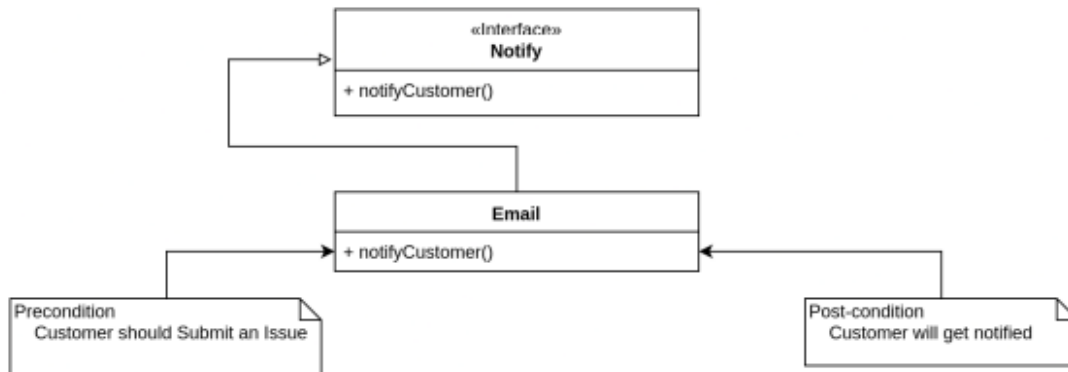 «Interface»
Notify
+ notifyCustomer()
Email
+ notifyCustomer()
Precondition
Customer should Submit an Issue
Post-condition
Customer will get notified